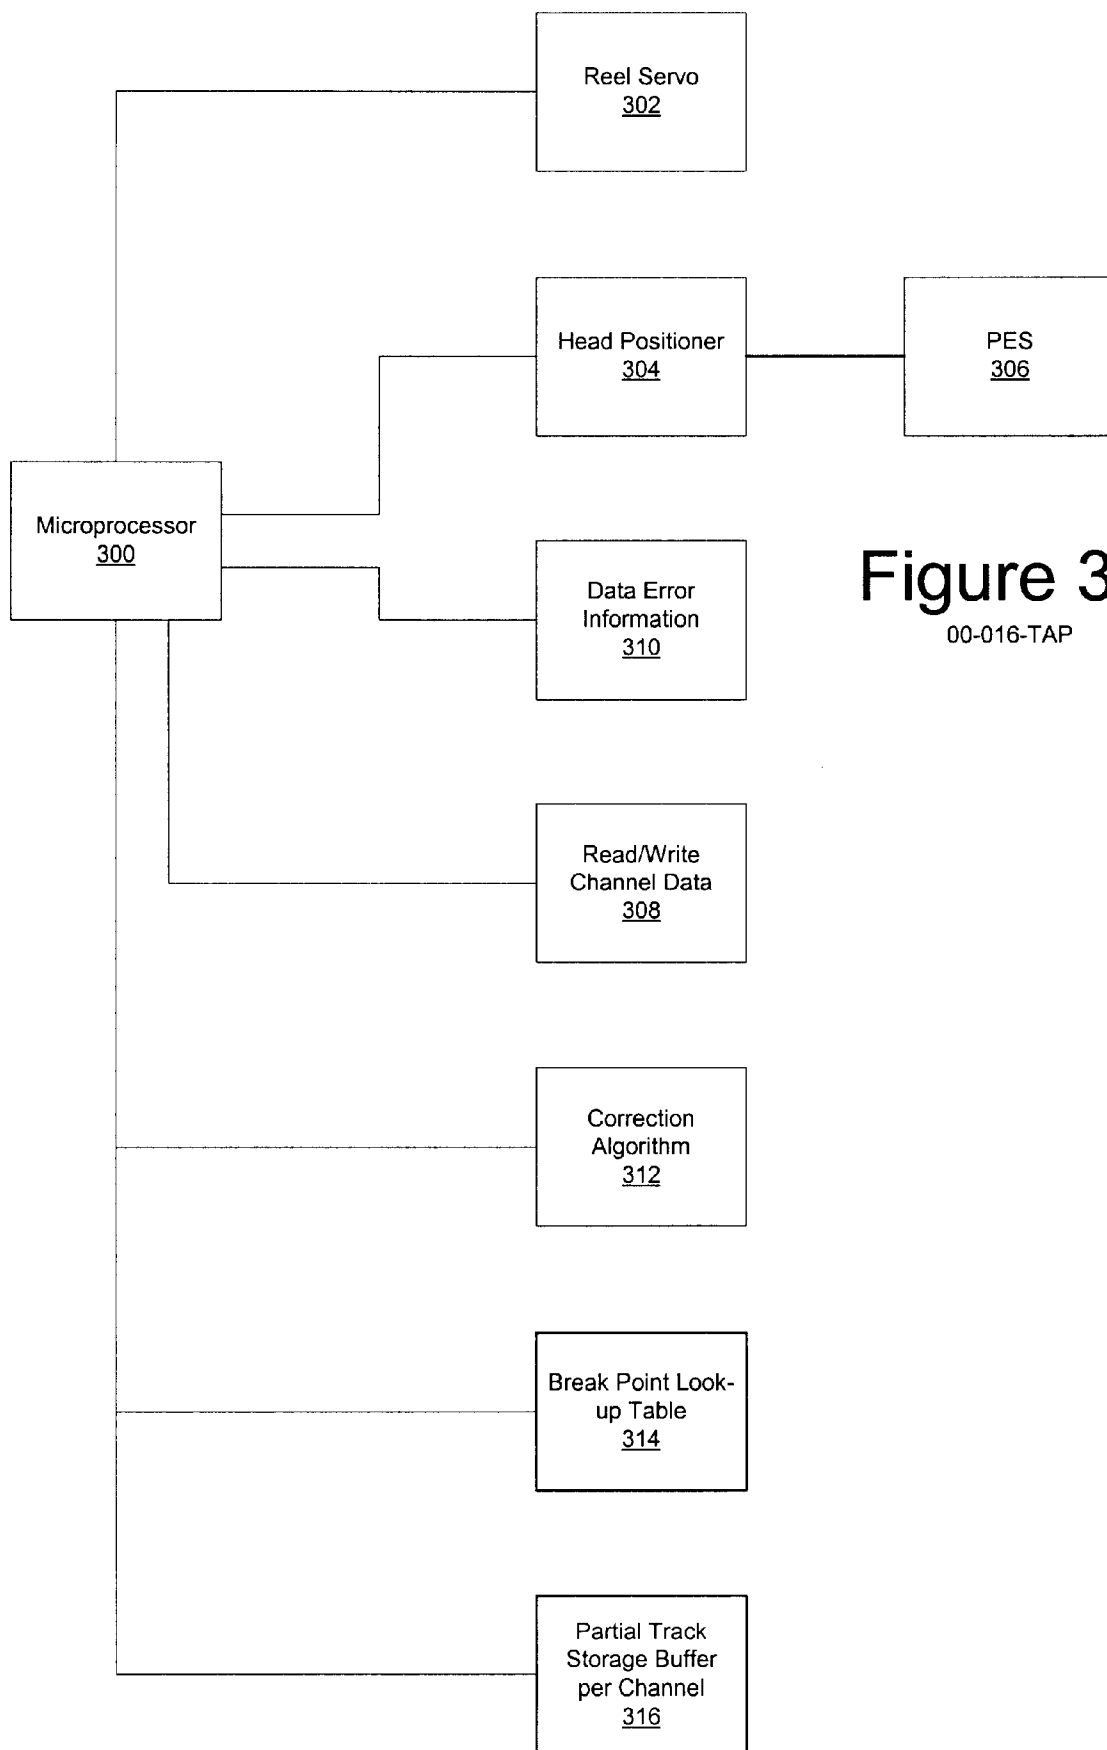 Reel Servo
302
Head Positioner
304
PES
306
Microprocessor
300
Data Error
Information
310
Figure 3
00-016-TAP
Read/Write
Channel Data
308
Correction
Algorithm
312
Break Point Look-
up Table
314
Partial Track
Storage Buffer
per Channel
316